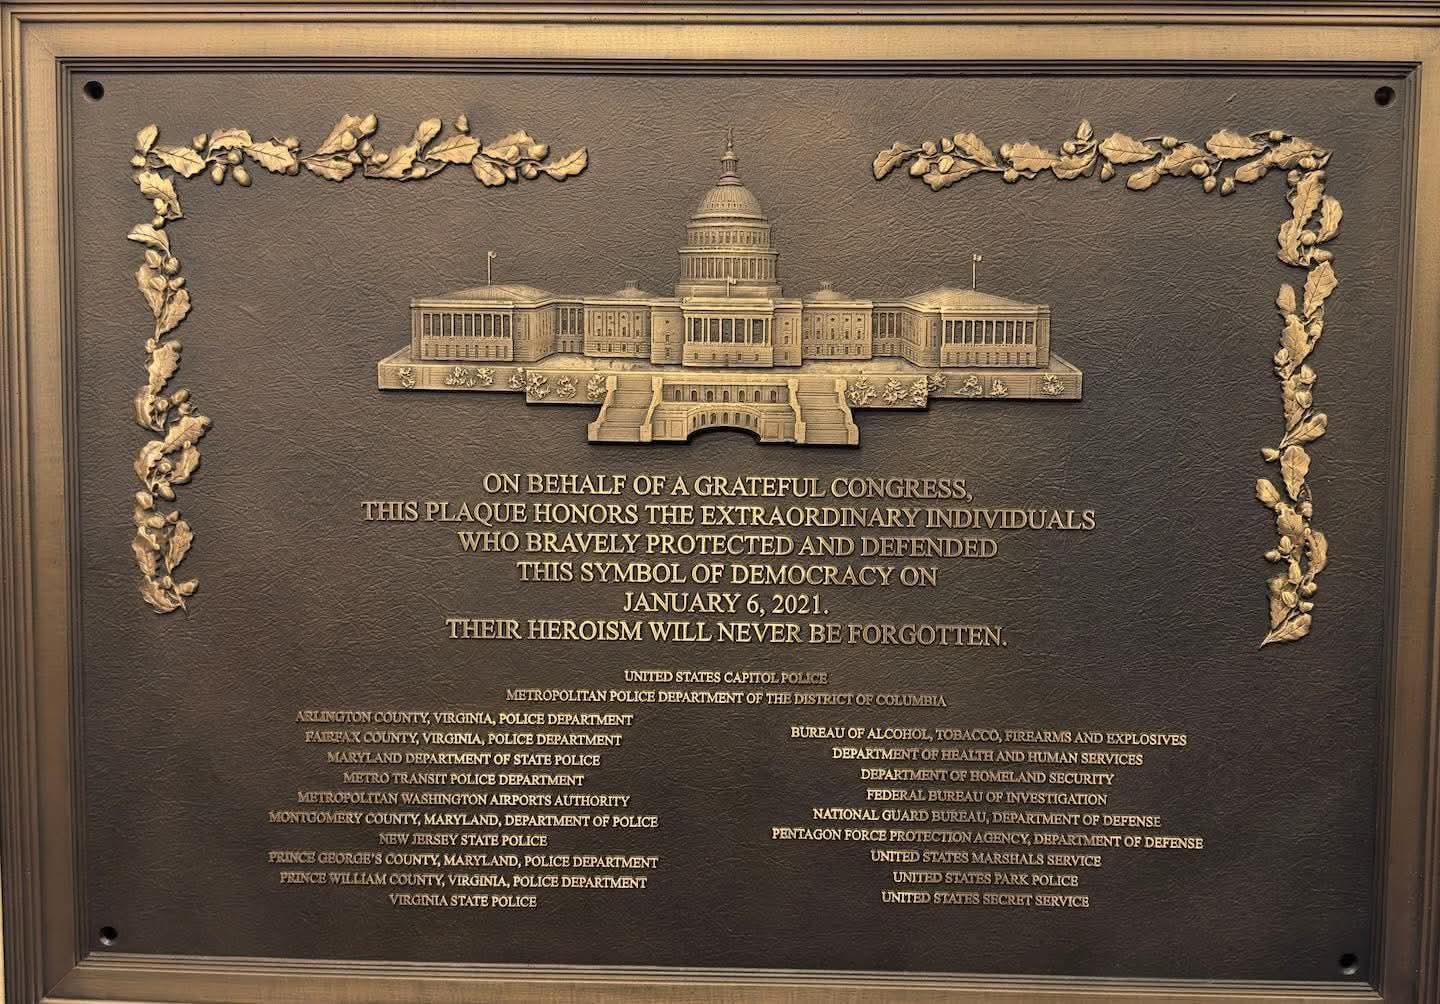 ON BEHALF OF A GRATEFUL CONGRESS,
THIS PLAQUE HONORS THE EXTRAORDINARY INDIVIDUALS
WHO BRAVELY PROTECTED AND DEFENDED
THIS SYMBOL OF DEMOCRACY ON
JANUARY 6, 2021.
THEIR HEROISM WILL NEVER BE FORGOTTEN.
UNITED STATES CAPITOL POLICE
METROPOLITAN POLICE DEPARTMENT OF THE DISTRICT OF COLUMBIA
ARLINGTON COUNTY, VIRGINIA, POLICE DEPARTMENT
FAIRFAX COUNTY, VIRGINIA, POLICE DEPARTMENT
MARYLAND DEPARTMENT OF STATE POLICE
METRO TRANSIT POLICE DEPARTMENT
METROPOLITAN WASHINGTON AIRPORTS AUTHORITY
MONTGOMERY COUNTY, MARYLAND, DEPARTMENT OF POLICE
NEW JERSEY STATE POLICE
PRINCE GEORGE'S COUNTY, MARYLAND, POLICE DEPARTMENT
PRINCE WILLIAM COUNTY, VIRGINIA, POLICE DEPARTMENT
VIRGINIA STATE POLICE
BUREAU OF ALCOHOL, TOBACCO, FIREARMS AND EXPLOSIVES
DEPARTMENT OF HEALTH AND HUMAN SERVICES
DEPARTMENT OF HOMELAND SECURITY
FEDERAL BUREAU OF INVESTIGATION
NATIONAL GUARD BUREAU, DEPARTMENT OF DEFENSE
PENTAGON FORCE PROTECTION AGENCY, DEPARTMENT OF DEFENSE
UNITED STATES MARSHALS SERVICE
UNITED STATES PARK POLICE
UNITED STATES SECRET SERVICE